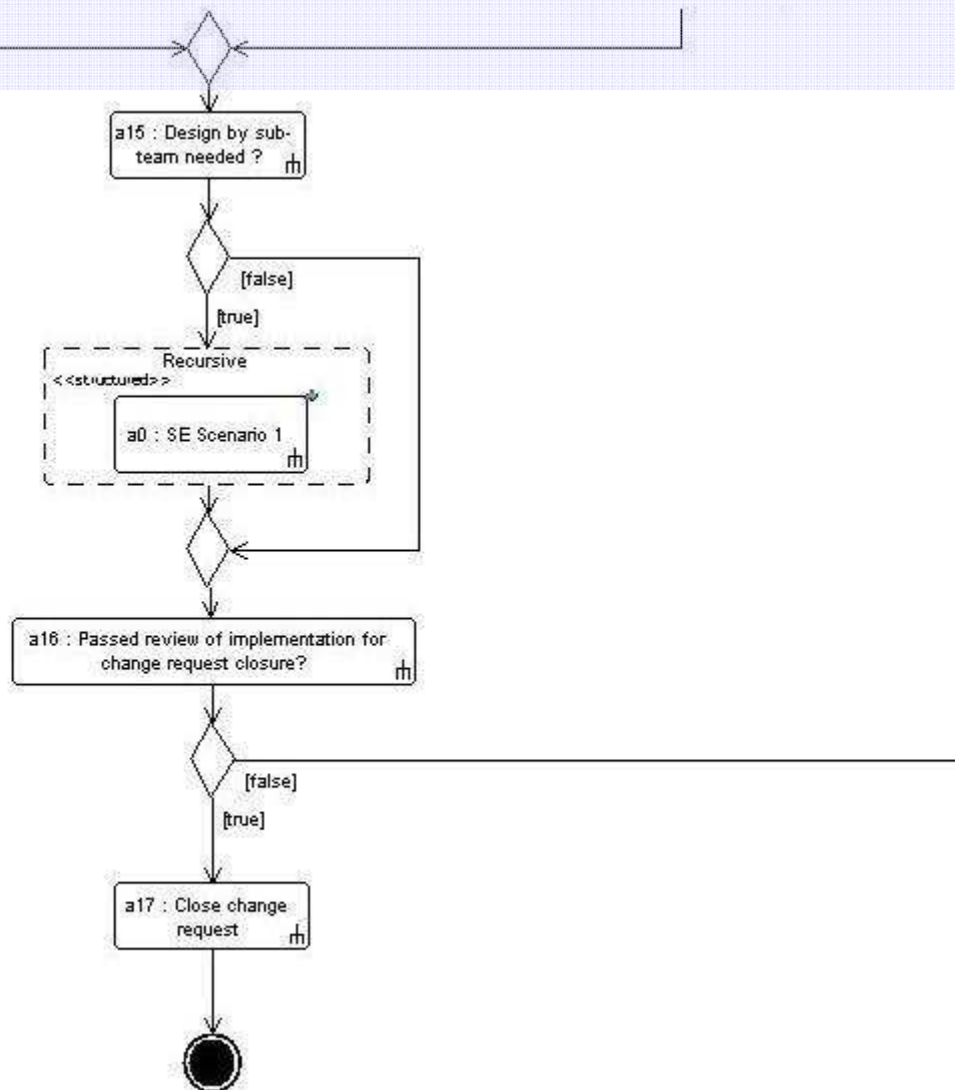 a15 : Design by sub-
team needed ?
[false]
[true]
Recursive
<<structured>>
a0 : SE Scenario 1
a16 : Passed review of implementation for
change request closure?
[false]
[true]
a17 : Close change
request